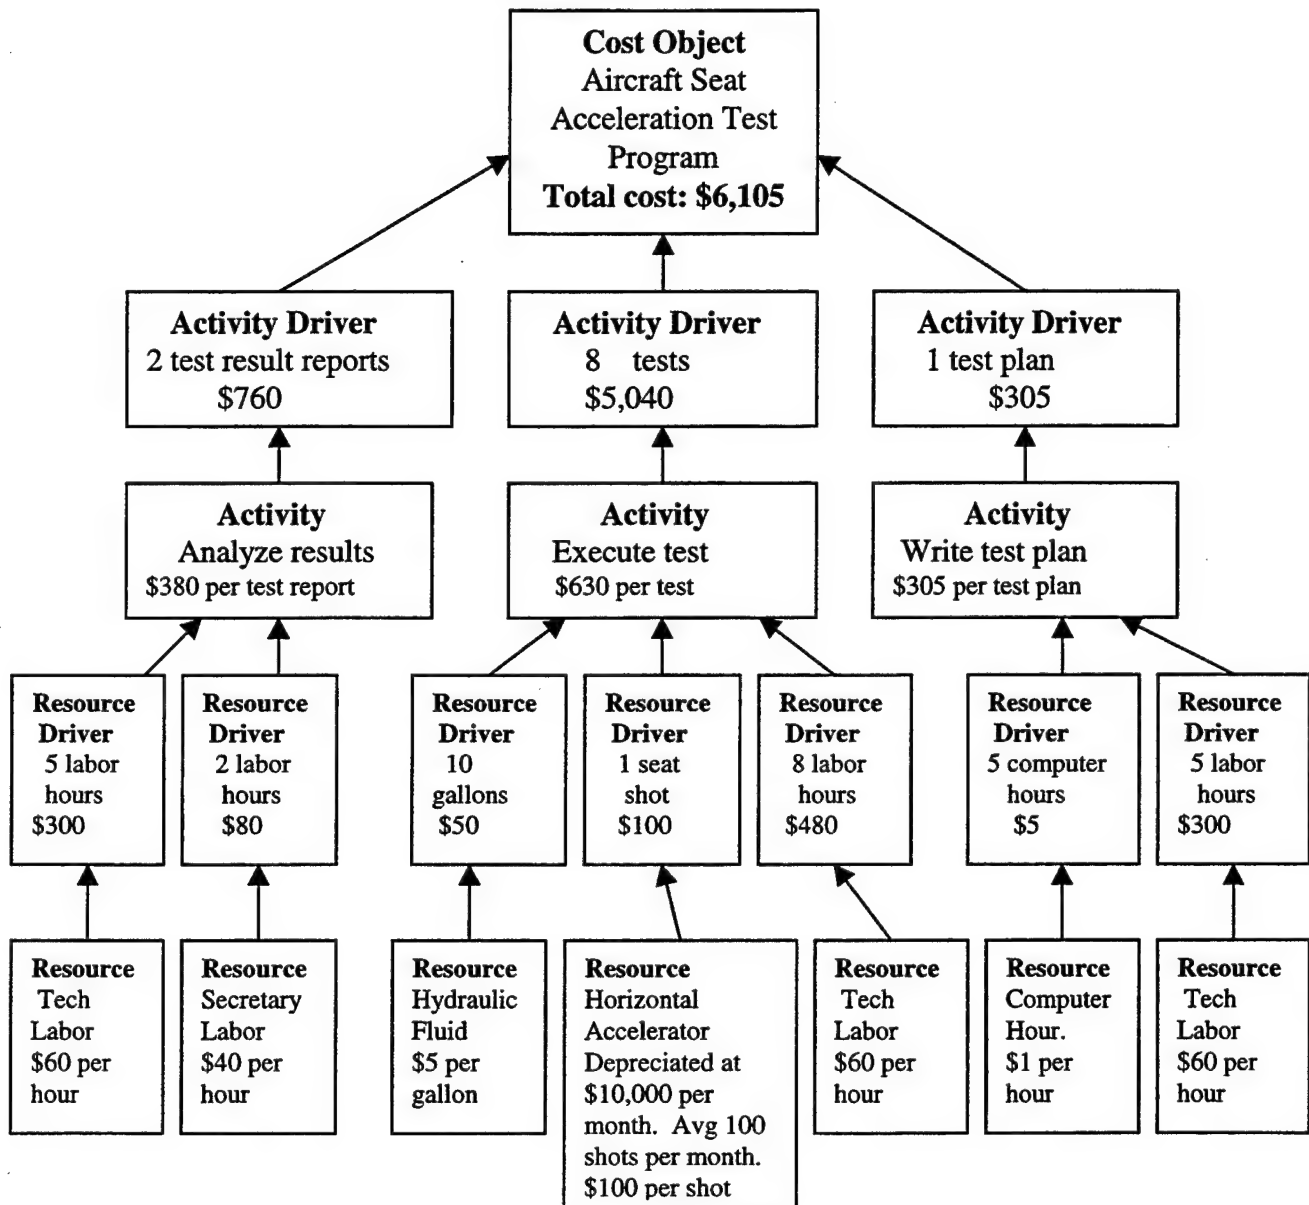 Cost Object
Aircraft Seat
Acceleration Test
Program
Total cost: $6,105
Activity Driver
2 test result reports
$760
Activity Driver
8 tests
$5,040
Activity Driver
1 test plan
$305
Activity
Analyze results
$380 per test report
Activity
Execute test
$630 per test
Activity
Write test plan
$305 per test plan
Resource
Driver
5 labor
hours
$300
Resource
Driver
2 labor
hours
$80
Resource
Driver
10
gallons
$50
Resource
Driver
1 seat
shot
$100
Resource
Driver
8 labor
hours
$480
Resource
Driver
5 computer
hours
$5
Resource
Driver
5 labor
hours
$300
Resource
Tech
Labor
$60 per
hour
Resource
Secretary
Labor
$40 per
hour
Resource
Hydraulic
Fluid
$5 per
gallon
Resource
Horizontal
Accelerator
Depreciated at
$10,000 per
month. Avg 100
shots per month.
$100 per shot
Resource
Tech
Labor
$60 per
hour
Resource
Computer
Hour.
$1 per
hour
Resource
Tech
Labor
$60 per
hour